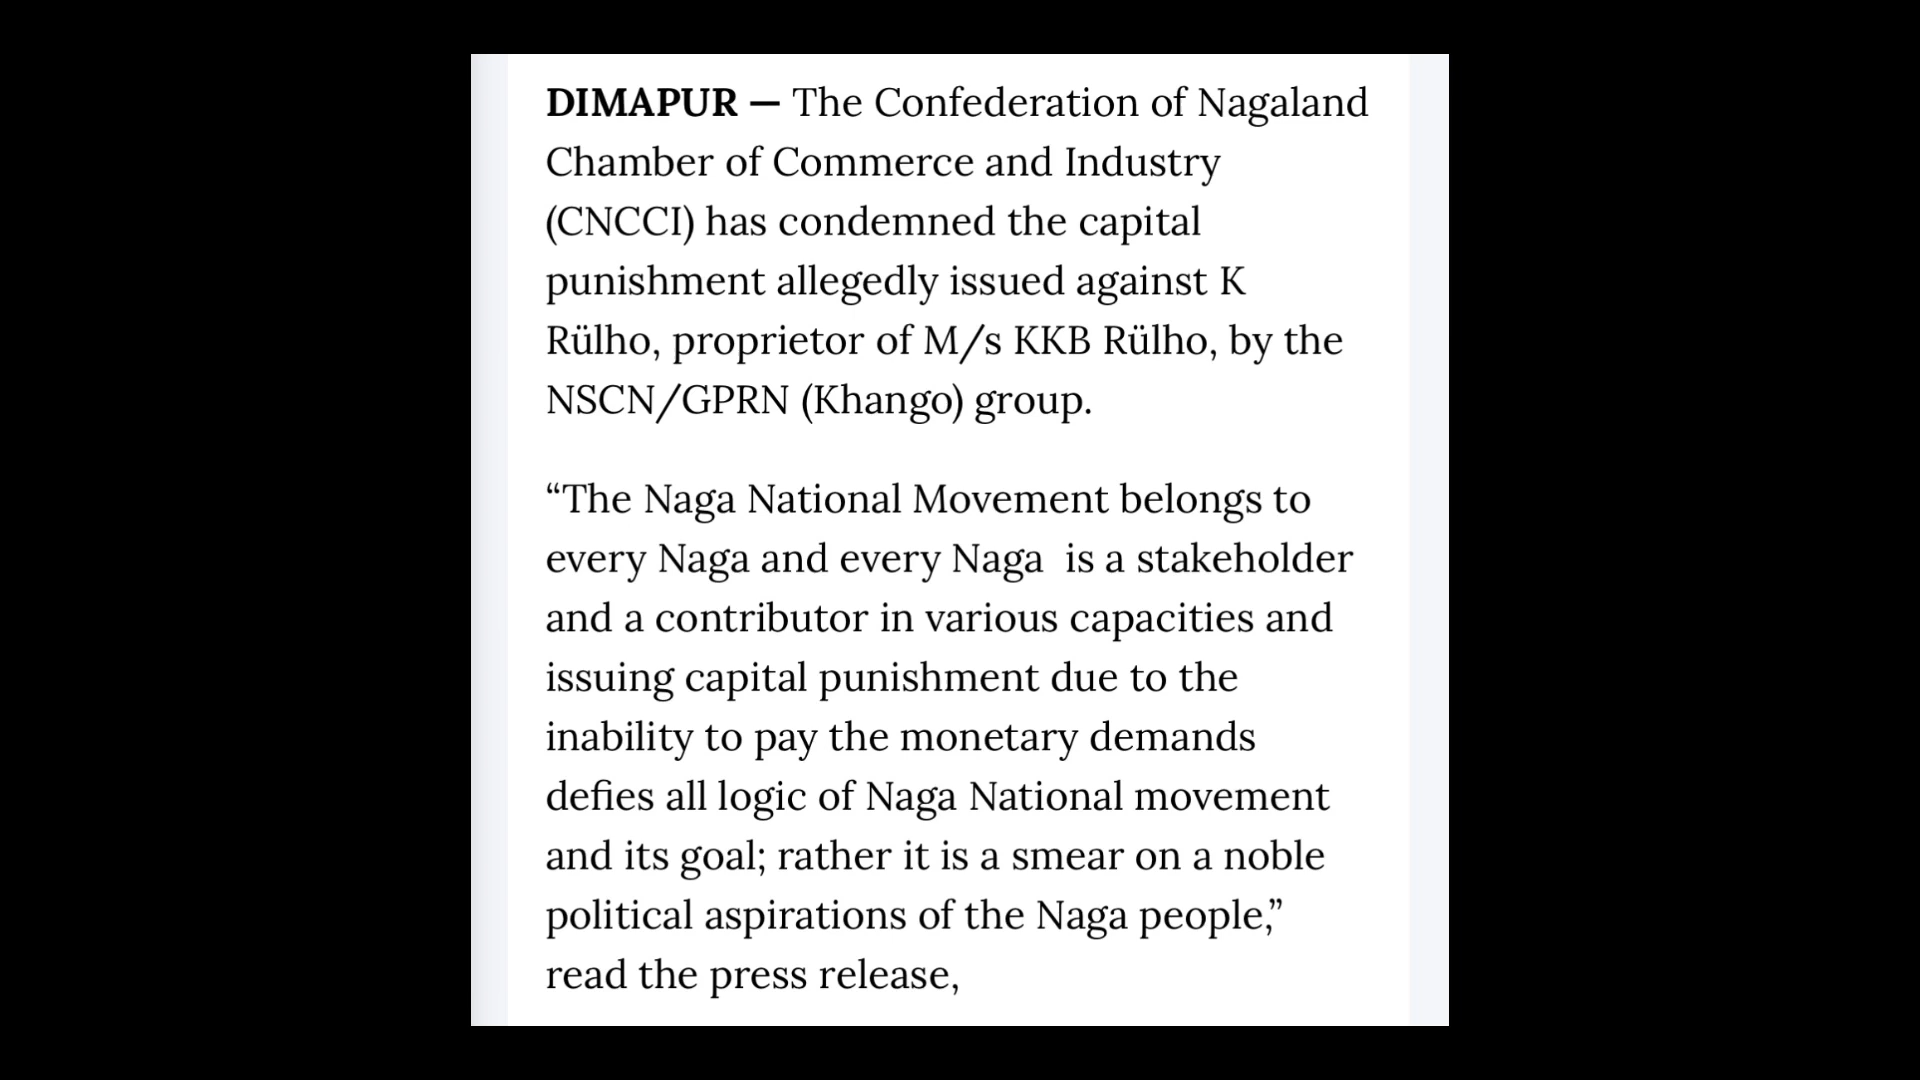 DIMAPUR — The Confederation of Nagaland
Chamber of Commerce and Industry
(CNCCI) has condemned the capital
punishment allegedly issued against K
Rülho, proprietor of M/s KKB Rülho, by the
NSCN/GPRN (Khango) group.
“The Naga National Movement belongs to
every Naga and every Naga  is a stakeholder
and a contributor in various capacities and
issuing capital punishment due to the
inability to pay the monetary demands
defies all logic of Naga National movement
and its goal; rather it is a smear on a noble
political aspirations of the Naga people,”
read the press release,